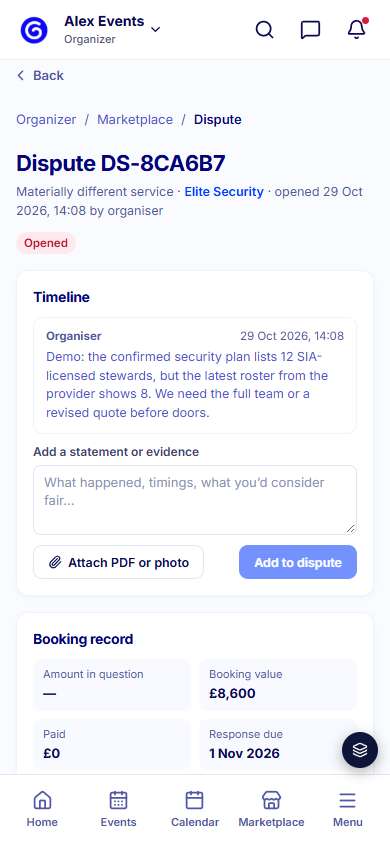 Alex Events
Organizer
Back
Organizer / Marketplace / Dispute
Dispute DS-8CA6B7
Materially different service · Elite Security · opened 29 Oct
2026, 14:08 by organiser
Opened
Timeline
Organiser 29 Oct 2026, 14:08
Demo: the confirmed security plan lists 12 SIA-
licensed stewards, but the latest roster from the
provider shows 8. We need the full team or a
revised quote before doors.
Add a statement or evidence
What happened, timings, what you'd consider
fair...
Attach PDF or photo Add to dispute
Booking record
Amount in question Booking value
— £8,600
Paid Response due
£0 1 Nov 2026
Home Events Calendar Marketplace Menu